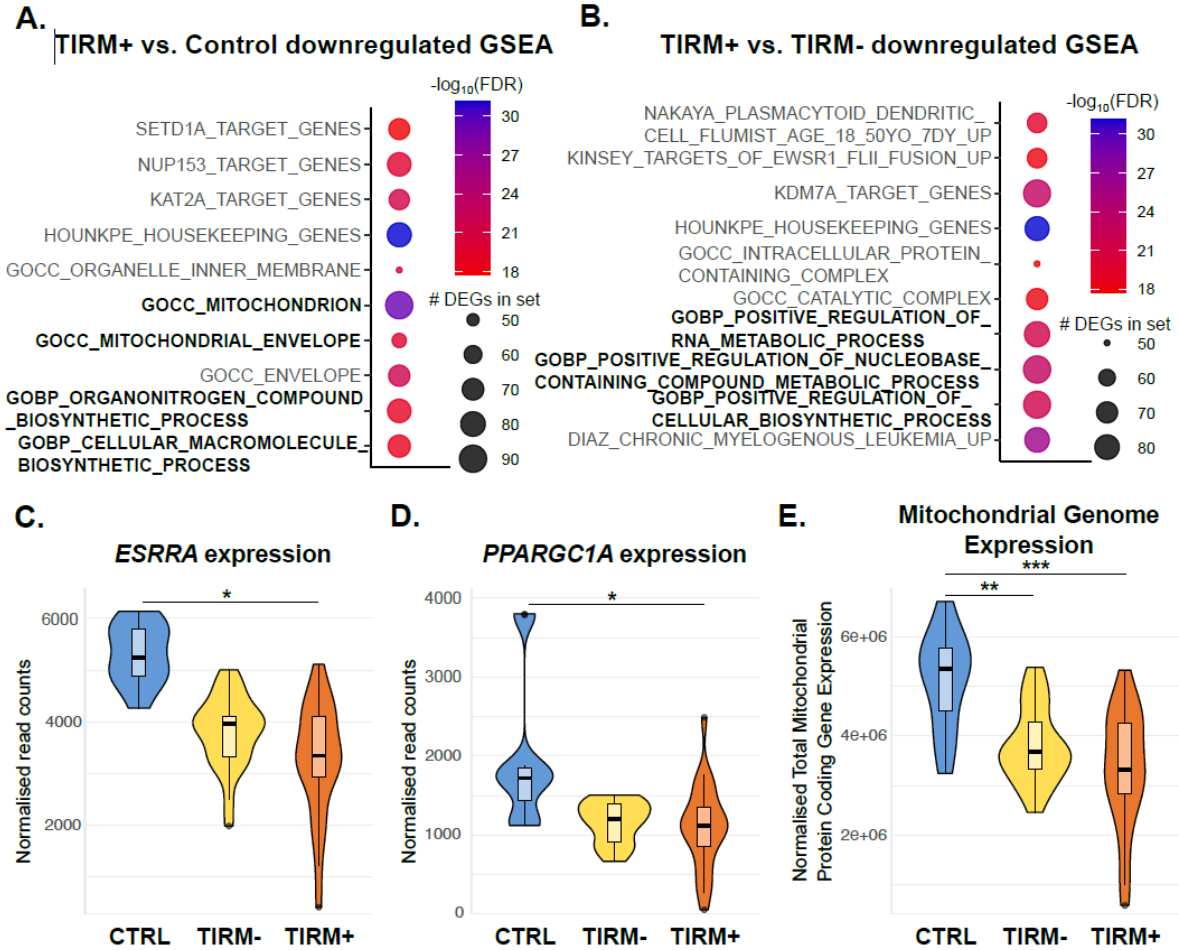 A.
TIRM+ vs. Control downregulated GSEA
-log10(FDR)
30
27
24
21
18
SETD1A_TARGET_GENES
NUP153_TARGET_GENES
KAT2A_TARGET_GENES
HOUNKPE_HOUSEKEEPING_GENES
GOCC_ORGANELLE_INNER_MEMBRANE
GOCC_MITOCHONDRION
GOCC_MITOCHONDRIAL_ENVELOPE
GOCC_ENVELOPE
GOBP_ORGANONITROGEN_COMPOUND
_BIOSYNTHETIC_PROCESS
GOBP_CELLULAR_MACROMOLECULE_
BIOSYNTHETIC_PROCESS
# DEGs in set
50
60
70
80
90
B.
TIRM+ vs. TIRM- downregulated GSEA
-log10(FDR)
30
27
24
21
18
NAKAYA_PLASMACYTOID_DENDRITIC_
CELL_FLUMIST_AGE_18_50YO_7DY_UP
KINSEY_TARGETS_OF_EWSR1_FLII_FUSION_UP
KDM7A_TARGET_GENES
HOUNKPE_HOUSEKEEPING_GENES
GOCC_INTRACELLULAR_PROTEIN_
CONTAINING_COMPLEX
GOCC_CATALYTIC_COMPLEX
GOBP_POSITIVE_REGULATION_OF_
RNA_METABOLIC_PROCESS
GOBP_POSITIVE_REGULATION_OF_NUCLEOBASE_
CONTAINING_COMPOUND_METABOLIC_PROCESS
GOBP_POSITIVE_REGULATION_OF_
CELLULAR_BIOSYNTHETIC_PROCESS
DIAZ_CHRONIC_MYELOGENOUS_LEUKEMIA_UP
# DEGs in set
50
60
70
80
C.
ESRRA expression
Normalised read counts
6000
4000
2000
*
CTRL TIRM- TIRM+
D.
PPARGC1A expression
Normalised read counts
4000
3000
2000
1000
0
*
CTRL TIRM- TIRM+
E.
Mitochondrial Genome
Expression
Normalised Total Mitochondrial
Protein Coding Gene Expression
6e+06
4e+06
2e+06
***
**
CTRL TIRM- TIRM+